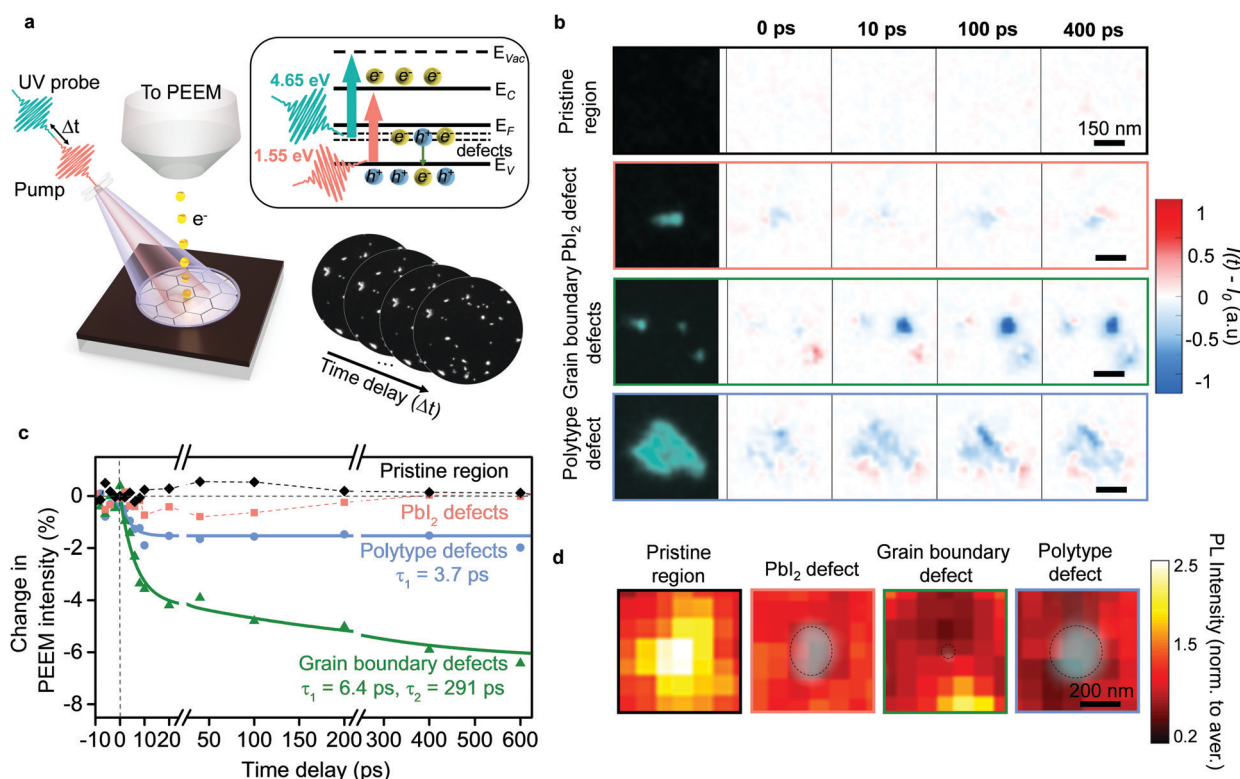 a
UV probe
Δt
Pump
To PEEM
e⁻
4.65 eV
1.55 eV
E_Vac
e⁻ e⁻ e⁻
E_C
E_F
e⁻ h⁺ e⁻
defects
E_V
h⁺ h⁺ e⁻ h⁺
...
Time delay (Δt)
b
0 ps 10 ps 100 ps 400 ps
Pristine
region
150 nm
PbI₂ defect
Grain boundary
defects
Polytype
defect
1
0.5
0
-0.5
-1
I(t) - I₀ (a.u)
c
Change in
PEEM intensity (%)
0
-2
-4
-6
-8
Pristine region
PbI₂ defects
Polytype defects
τ₁ = 3.7 ps
Grain boundary defects
τ₁ = 6.4 ps, τ₂ = 291 ps
-10 0 10 20 50 100 150 200 300 400 500 600
Time delay (ps)
d
Pristine
region
PbI₂ defect
Grain boundary
defect
Polytype
defect
200 nm
2.5
1.5
0.2
PL Intensity (norm. to aver.)